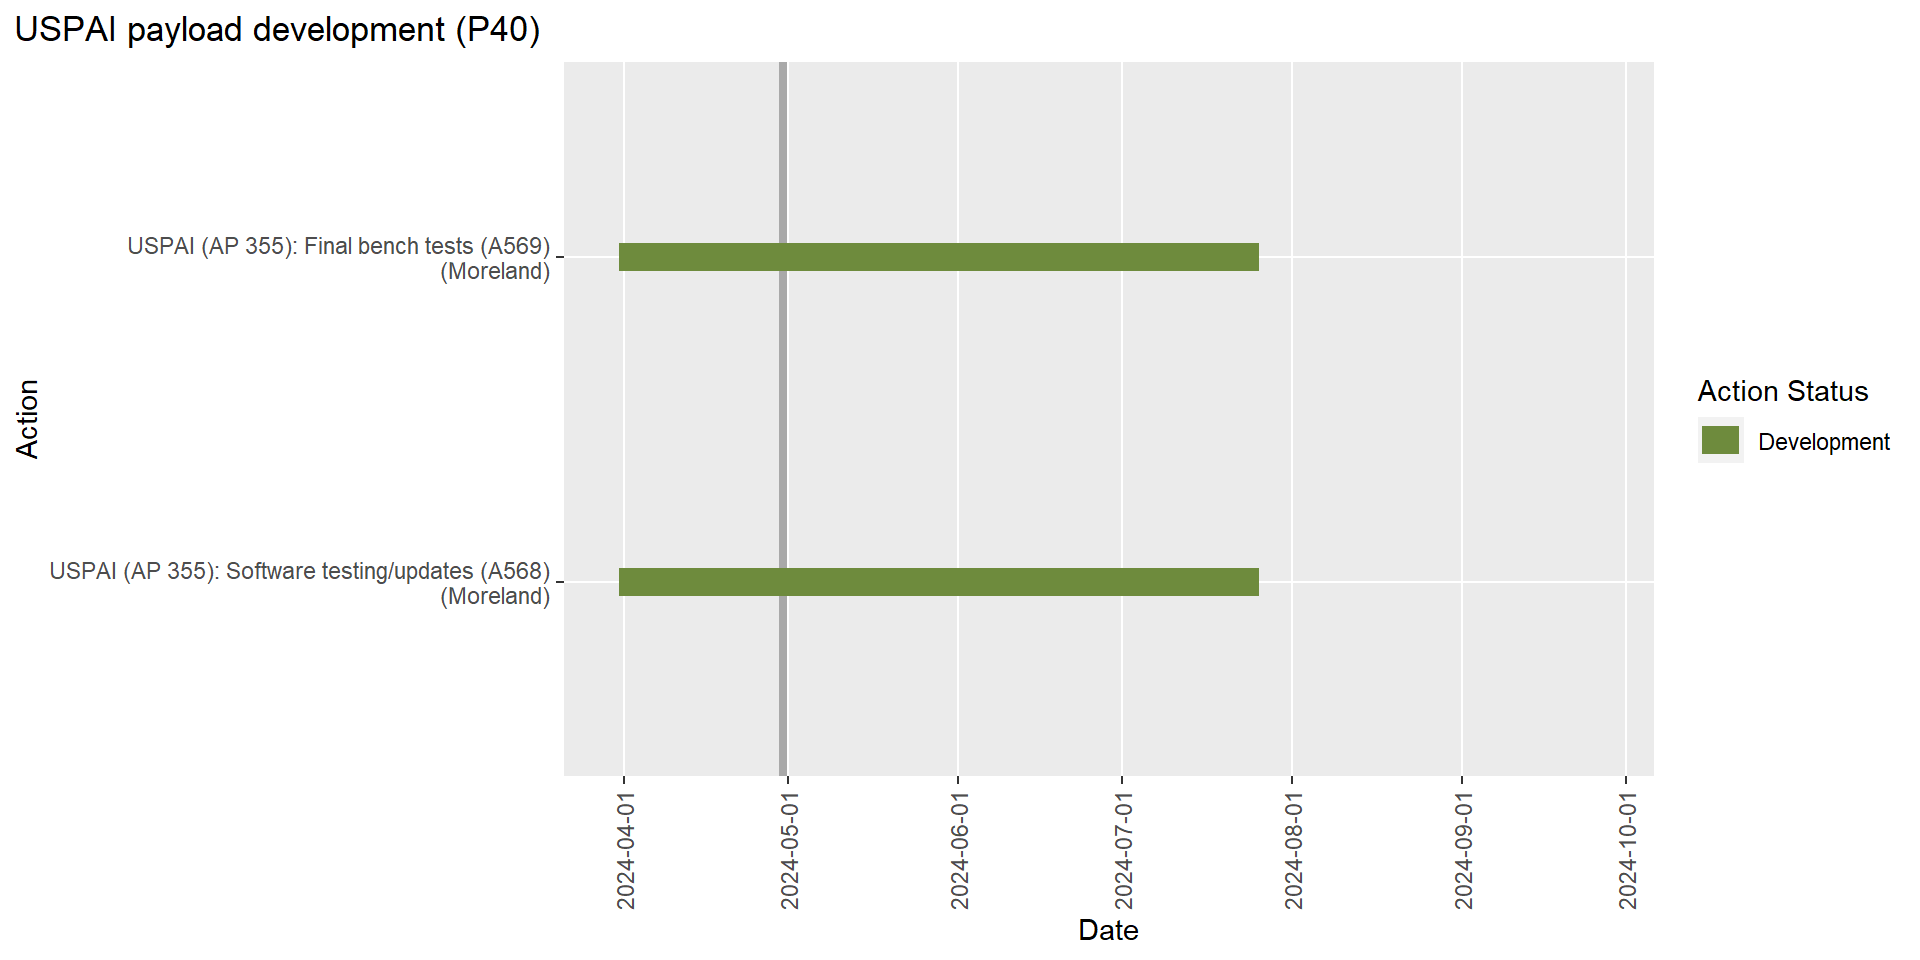 USPAI payload development (P40)
USPAI (AP 355): Final bench tests (A569)
(Moreland)
USPAI (AP 355): Software testing/updates (A568)
(Moreland)
Action
2024-04-01
2024-05-01
2024-06-01
2024-07-01
2024-08-01
2024-09-01
2024-10-01
Date
Action Status
Development